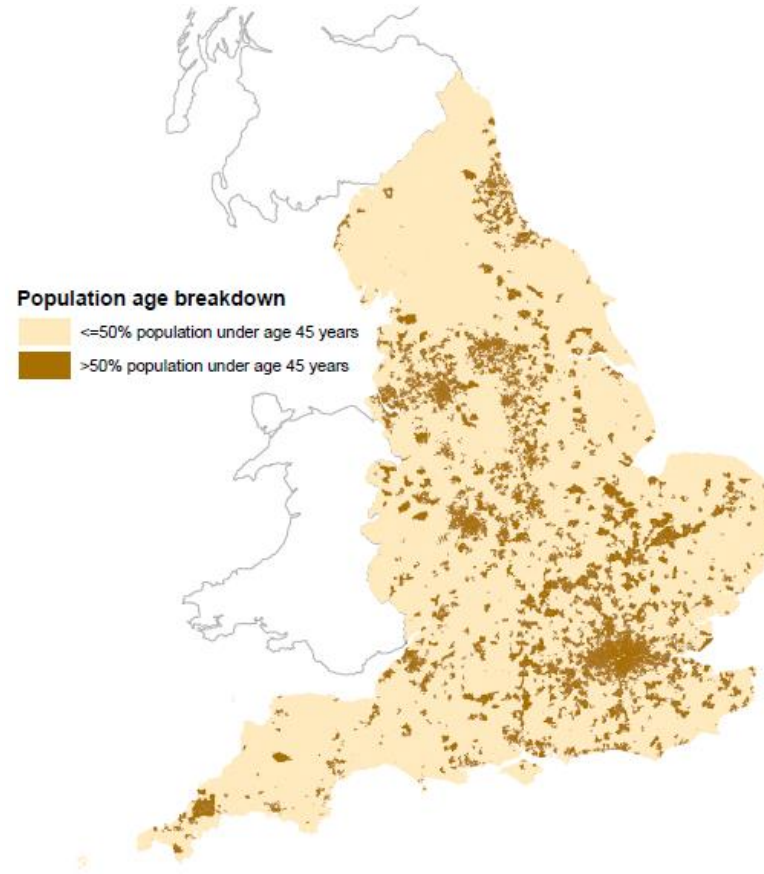 Population age breakdown
<=50% population under age 45 years
>50% population under age 45 years